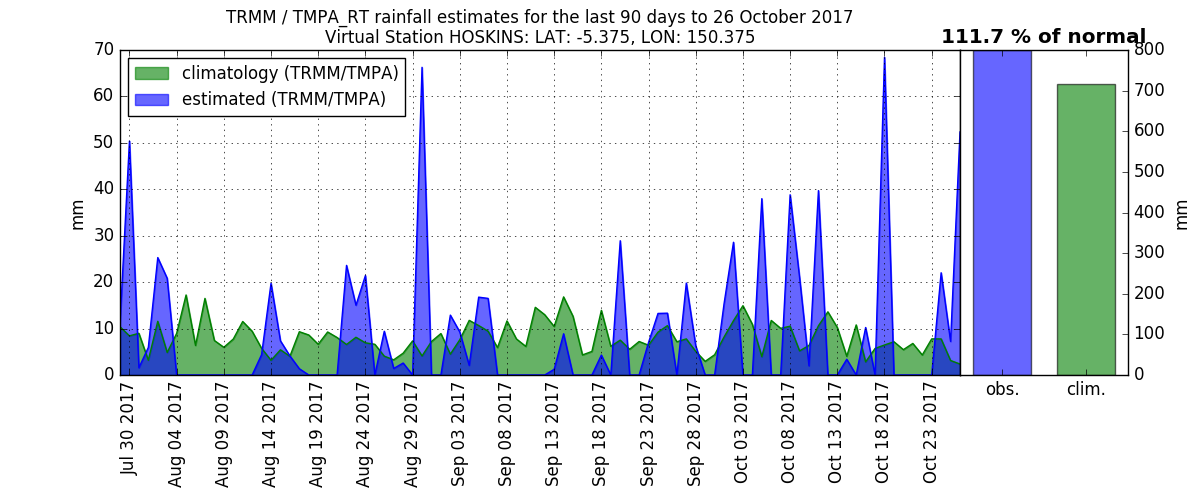 TRMM / TMPA_RT rainfall estimates for the last 90 days to 26 October 2017
Virtual Station HOSKINS: LAT: -5.375, LON: 150.375
111.7 % of normal
climatology (TRMM/TMPA)
estimated (TRMM/TMPA)
mm
70
60
50
40
30
20
10
0
Jul 30 2017
Aug 04 2017
Aug 09 2017
Aug 14 2017
Aug 19 2017
Aug 24 2017
Aug 29 2017
Sep 03 2017
Sep 08 2017
Sep 13 2017
Sep 18 2017
Sep 23 2017
Sep 28 2017
Oct 03 2017
Oct 08 2017
Oct 13 2017
Oct 18 2017
Oct 23 2017
obs.
clim.
800
700
600
500
400
300
200
100
0
mm